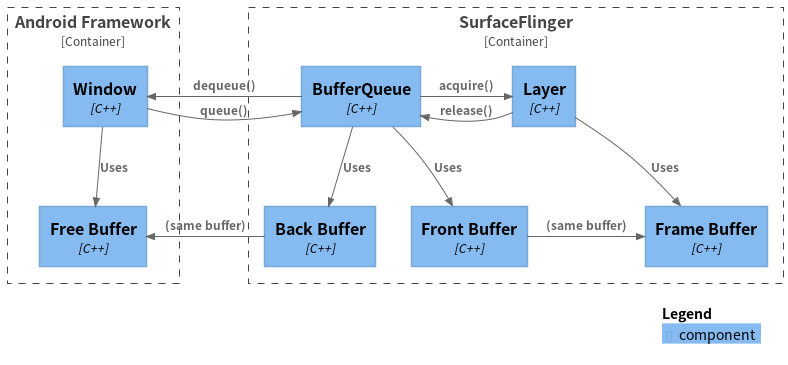 Android Framework
[Container]
SurfaceFlinger
[Container]
Window
[C++]
dequeue()
queue()
BufferQueue
[C++]
acquire()
release()
Layer
[C++]
Uses
Uses
Uses
Uses
Free Buffer
[C++]
(same buffer)
Back Buffer
[C++]
Front Buffer
[C++]
(same buffer)
Frame Buffer
[C++]
Legend
component